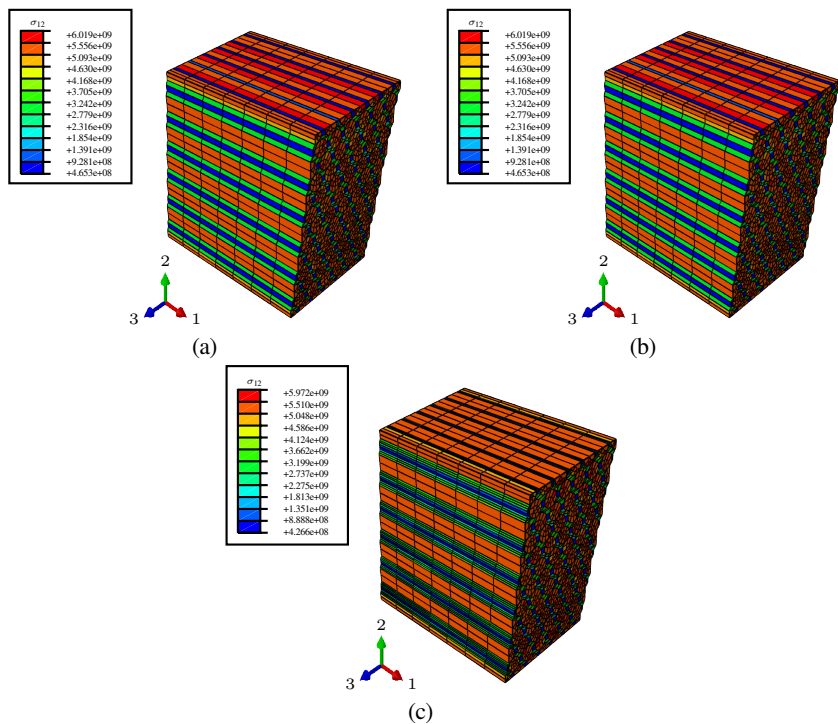 σ12
+6.019e+09
+5.556e+09
+5.093e+09
+4.630e+09
+4.168e+09
+3.705e+09
+3.242e+09
+2.779e+09
+2.316e+09
+1.854e+09
+1.391e+09
+9.281e+08
+4.653e+08
2
3
1
(a)
σ12
+6.019e+09
+5.556e+09
+5.093e+09
+4.630e+09
+4.168e+09
+3.705e+09
+3.242e+09
+2.779e+09
+2.316e+09
+1.854e+09
+1.391e+09
+9.281e+08
+4.653e+08
2
3
1
(b)
σ12
+5.972e+09
+5.510e+09
+5.048e+09
+4.586e+09
+4.124e+09
+3.662e+09
+3.199e+09
+2.737e+09
+2.275e+09
+1.813e+09
+1.351e+09
+8.888e+08
+4.266e+08
2
3
1
(c)